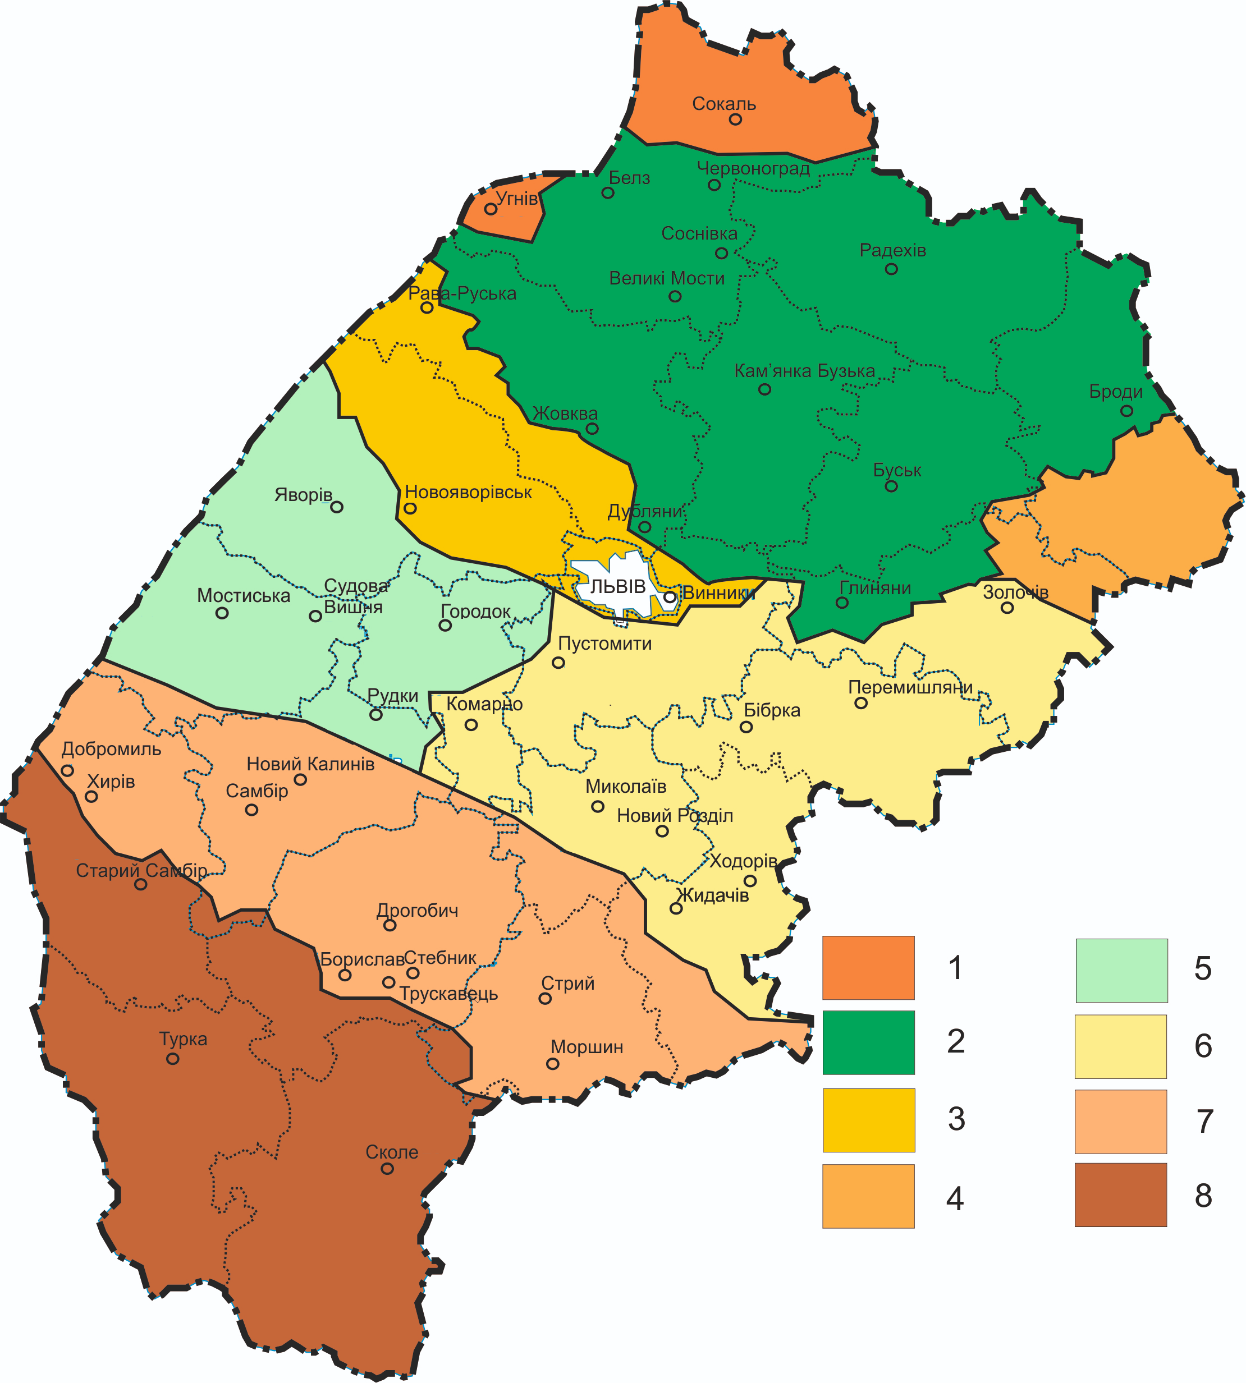 Сокаль
Червоноград
Белз
Угнів
Соснівка
Радехів
Великі Мости
Рава-Руська
Кам'янка Бузька
Броди
Жовква
Буськ
Яворів
Новояворівськ
Дубляни
Львів
Винники
Глиняни
Золочів
Мостиська
Судова
Вишня
Городок
Пустомити
Рудки
Комарно
Перемишляни
Бібрка
Добромиль
Хирів
Новий Калинів
Самбір
Миколаїв
Новий Розділ
Ходорів
Старий Самбір
Жидачів
Дрогобич
Борислав
Стебник
Трускавець
Стрий
Турка
Моршин
Сколе
1
2
3
4
5
6
7
8